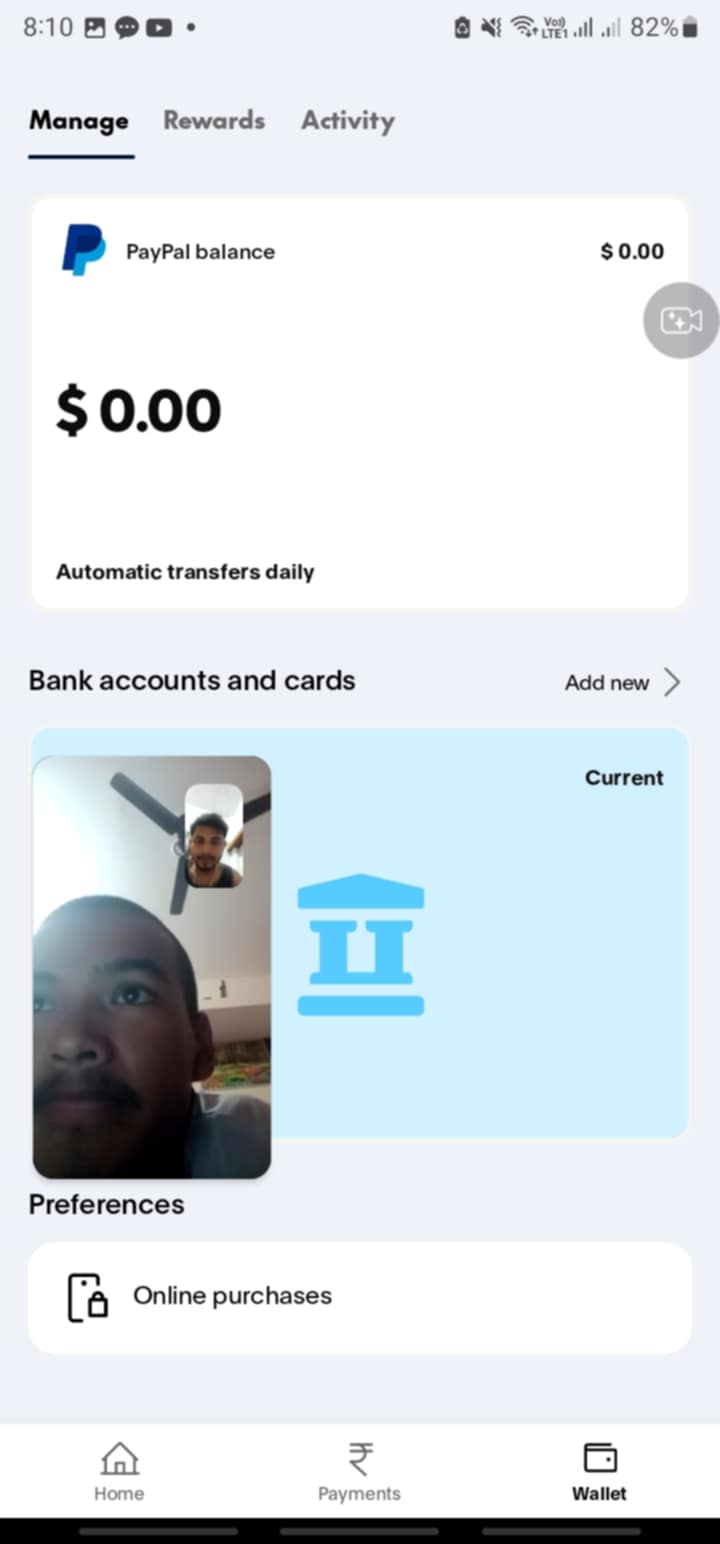 8:10
Vo))
LTE1
82%
Manage Rewards Activity
PayPal balance $ 0.00
$ 0.00
Automatic transfers daily
Bank accounts and cards Add new
Current
Preferences
Online purchases
Home Payments Wallet